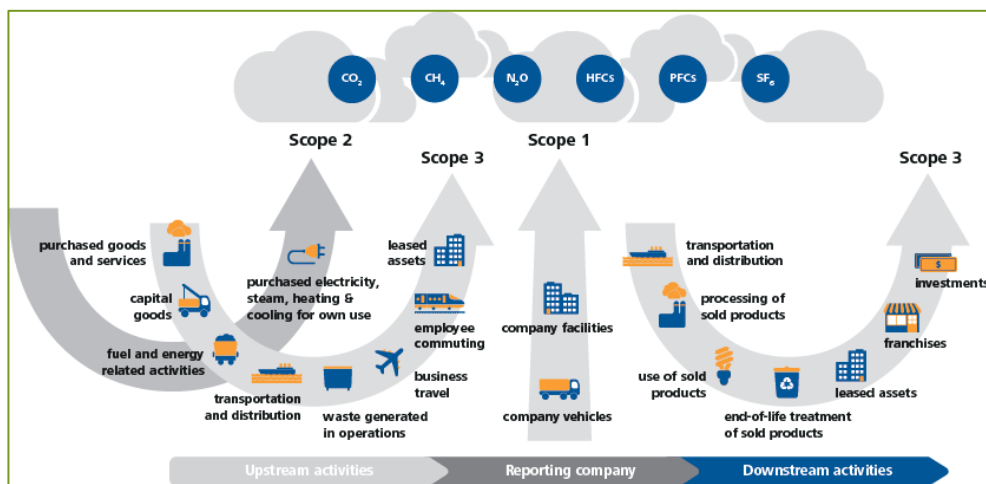 CO2
CH4
N2O
HFCs
PFCs
SF6
Scope 2
Scope 3
Scope 1
Scope 3
purchased goods
and services
capital
goods
fuel and energy
related activities
transportation
and distribution
waste generated
in operations
business
travel
employee
commuting
leased
assets
purchased electricity,
steam, heating &
cooling for own use
company facilities
company vehicles
transportation
and distribution
processing of
sold products
use of sold
products
end-of-life treatment
of sold products
leased assets
franchises
$
investments
Upstream activities
Reporting company
Downstream activities